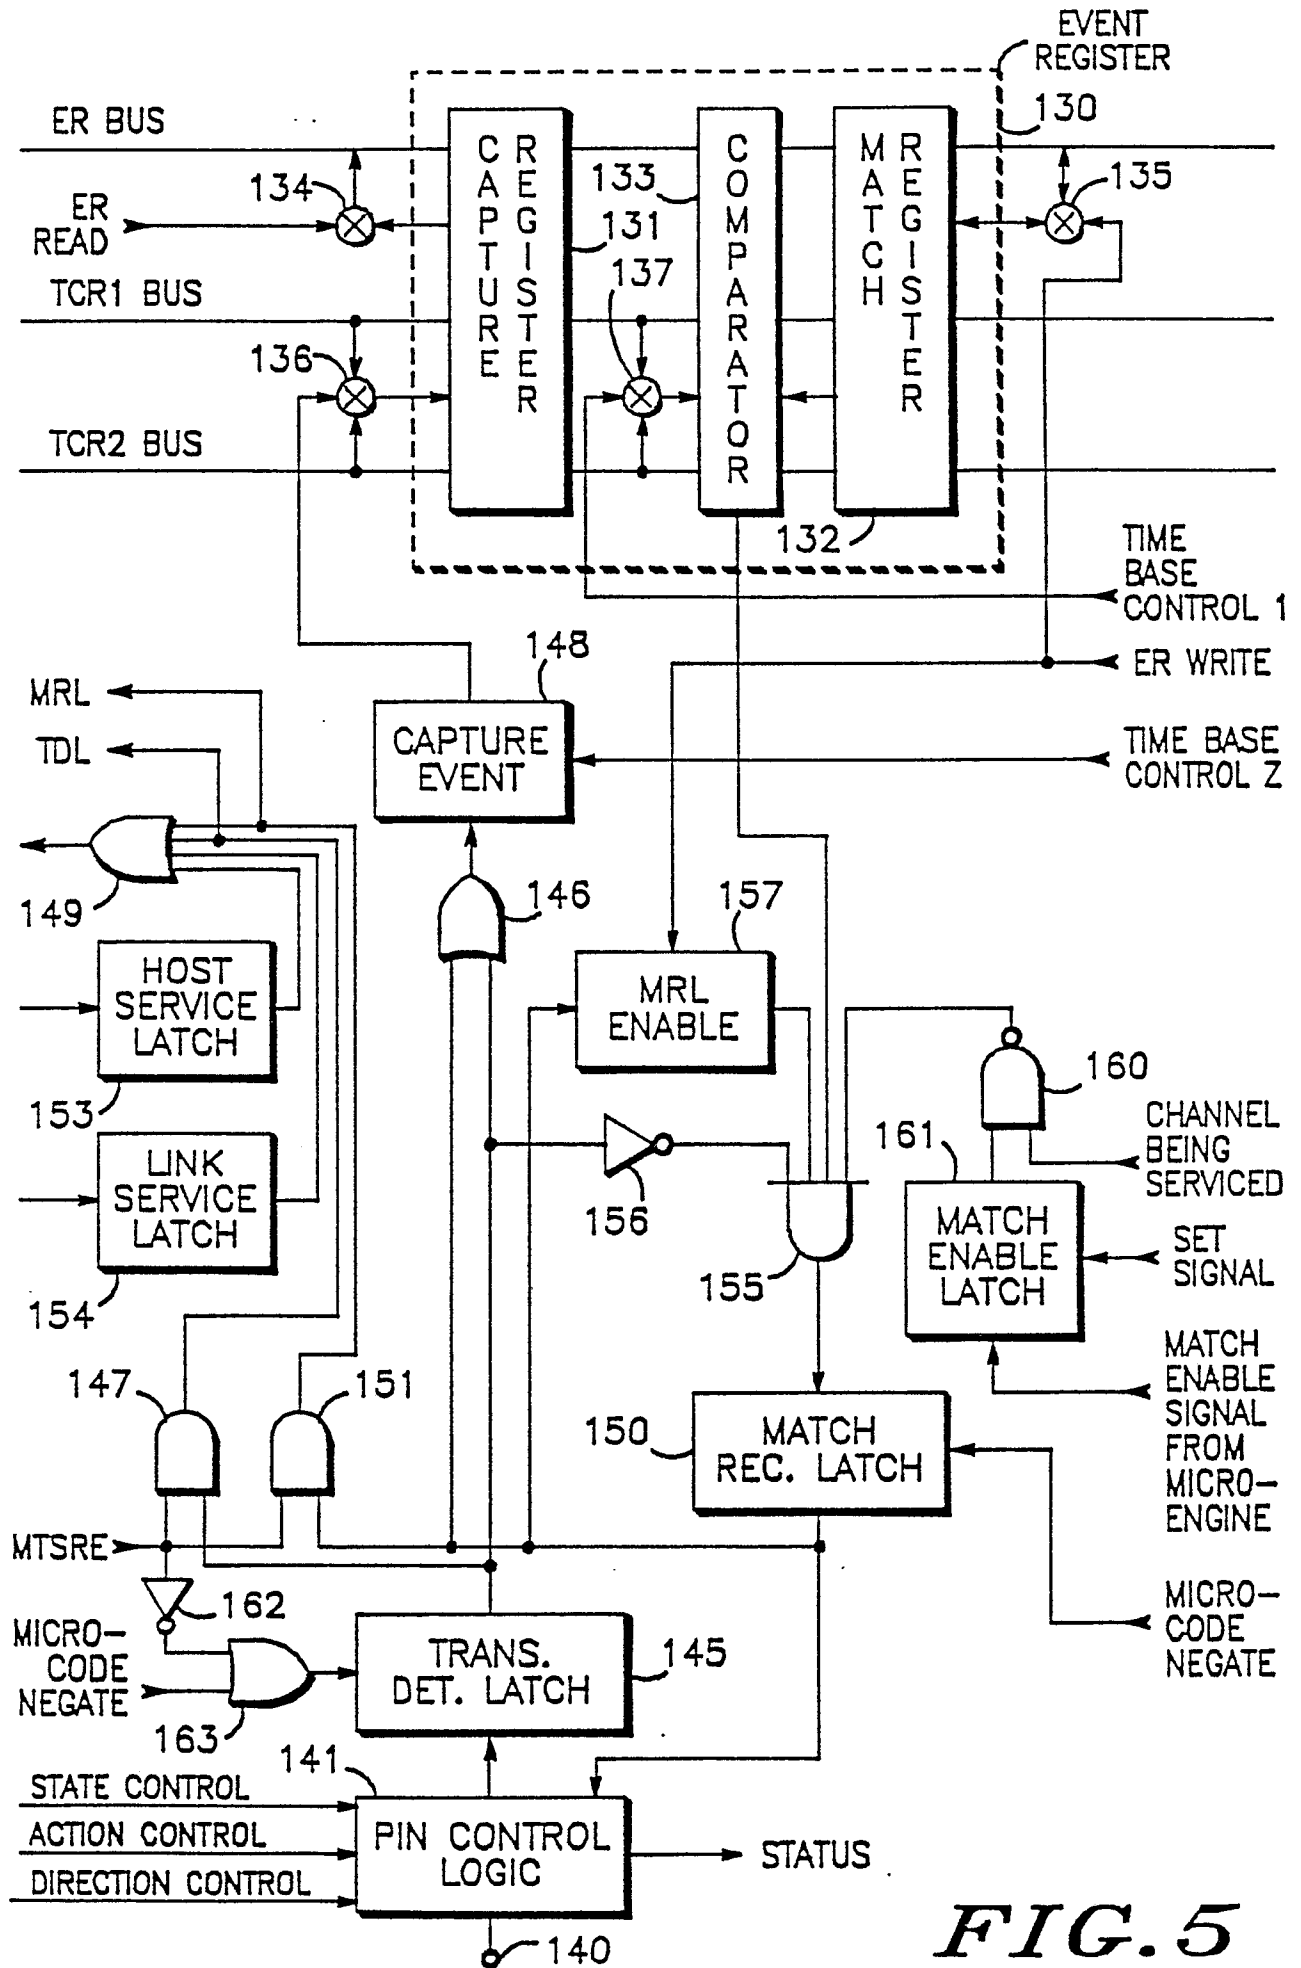 EVENT
REGISTER
130
ER BUS
134
ER
READ
CAPTURE
REGISTER
131
133
137
COMPARATOR
MATCH
REGISTER
135
TCR1 BUS
136
TCR2 BUS
132
TIME
BASE
CONTROL 1
148
ER WRITE
MRL
TDL
CAPTURE
EVENT
TIME BASE
CONTROL Z
149
146
157
HOST
SERVICE
LATCH
153
MRL
ENABLE
160
CHANNEL
BEING
SERVICED
161
LINK
SERVICE
LATCH
154
156
155
MATCH
ENABLE
LATCH
SET
SIGNAL
147
151
150
MATCH
REC. LATCH
MATCH
ENABLE
SIGNAL
FROM
MICRO-
ENGINE
MTSRE
162
MICRO-
CODE
NEGATE
163
TRANS.
DET. LATCH
145
MICRO-
CODE
NEGATE
141
STATE CONTROL
ACTION CONTROL
DIRECTION CONTROL
PIN CONTROL
LOGIC
STATUS
140
FIG. 5